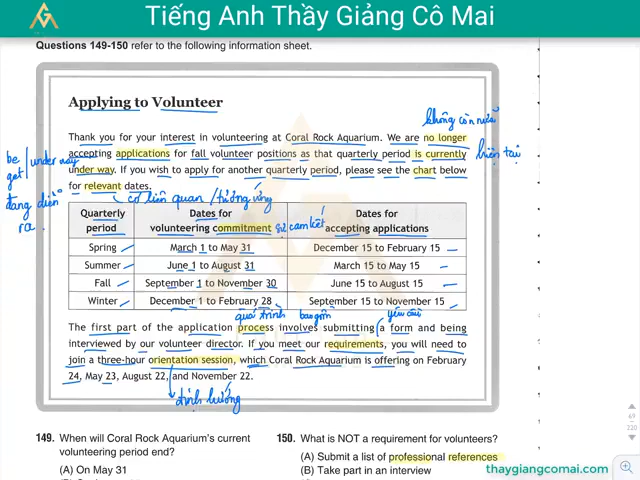 Tiếng Anh Thầy Giảng Cô Mai
Questions 149-150 refer to the following information sheet.
Applying to Volunteer
không còn nữa
Thank you for your interest in volunteering at Coral Rock Aquarium. We are no longer
accepting applications for fall volunteer positions as that quarterly period is currently
hiện tại
under way. If you wish to apply for another quarterly period, please see the chart below
for relevant dates.
be / under way
get
đang diễn
ra.
có liên quan / tương ứng
Quarterly period
Dates for volunteering commitment
sự cam kết
Dates for accepting applications
Spring March 1 to May 31 December 15 to February 15
Summer June 1 to August 31 March 15 to May 15
Fall September 1 to November 30 June 15 to August 15
Winter December 1 to February 28 September 15 to November 15
quá trình bao gồm yêu cầu
The first part of the application process involves submitting a form and being
interviewed by our volunteer director. If you meet our requirements, you will need to
join a three-hour orientation session, which Coral Rock Aquarium is offering on February
24, May 23, August 22, and November 22.
định hướng
149. When will Coral Rock Aquarium's current
volunteering period end?
(A) On May 31
150. What is NOT a requirement for volunteers?
(A) Submit a list of professional references
(B) Take part in an interview
69
220
thaygiangcomai.com